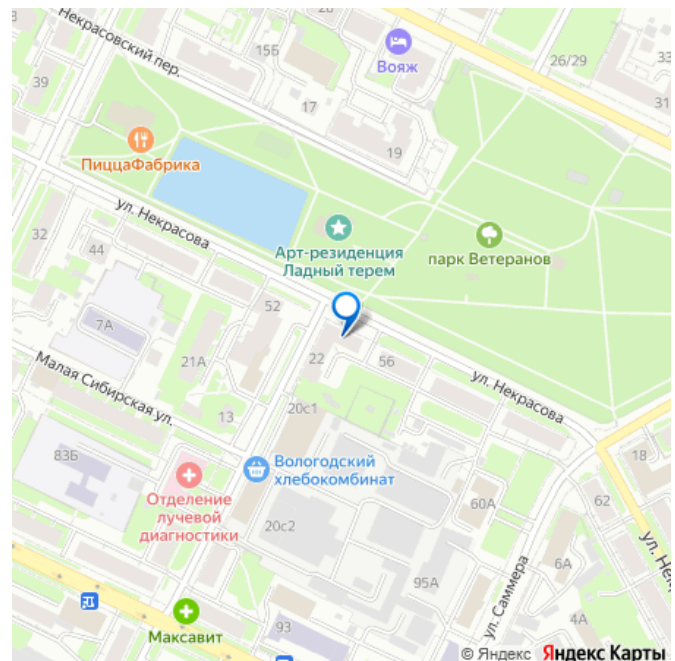 Некрасовский пер.
15Б
Вояж
26/29
33
39
17
31
ПиццаФабрика
19
ул. Некрасова
32
44
Арт-резиденция
Ладный терем
парк Ветеранов
52
7А
21А
22
56
Малая Сибирская ул.
13
20с1
ул. Некрасова
83Б
Вологодский
хлебокомбинат
18
Отделение
лучевой
диагностики
60А
62
20с2
ул. Не
95А
6А
ул. Саммера
4А
Максавит
93
© Яндекс Яндекс Карты